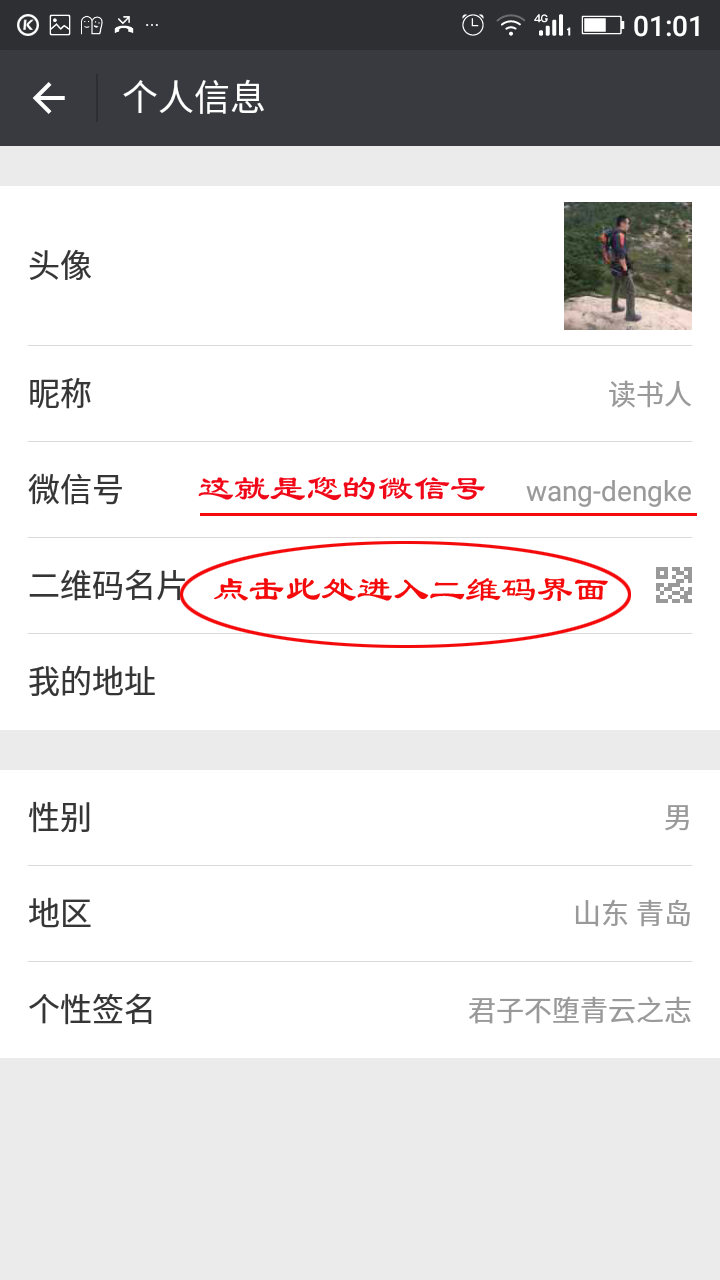 4G 1 01:01
个人信息
头像
昵称 读书人
微信号 这就是您的微信号 wang-dengke
二维码名片 点击此处进入二维码界面
我的地址
性别 男
地区 山东 青岛
个性签名 君子不堕青云之志